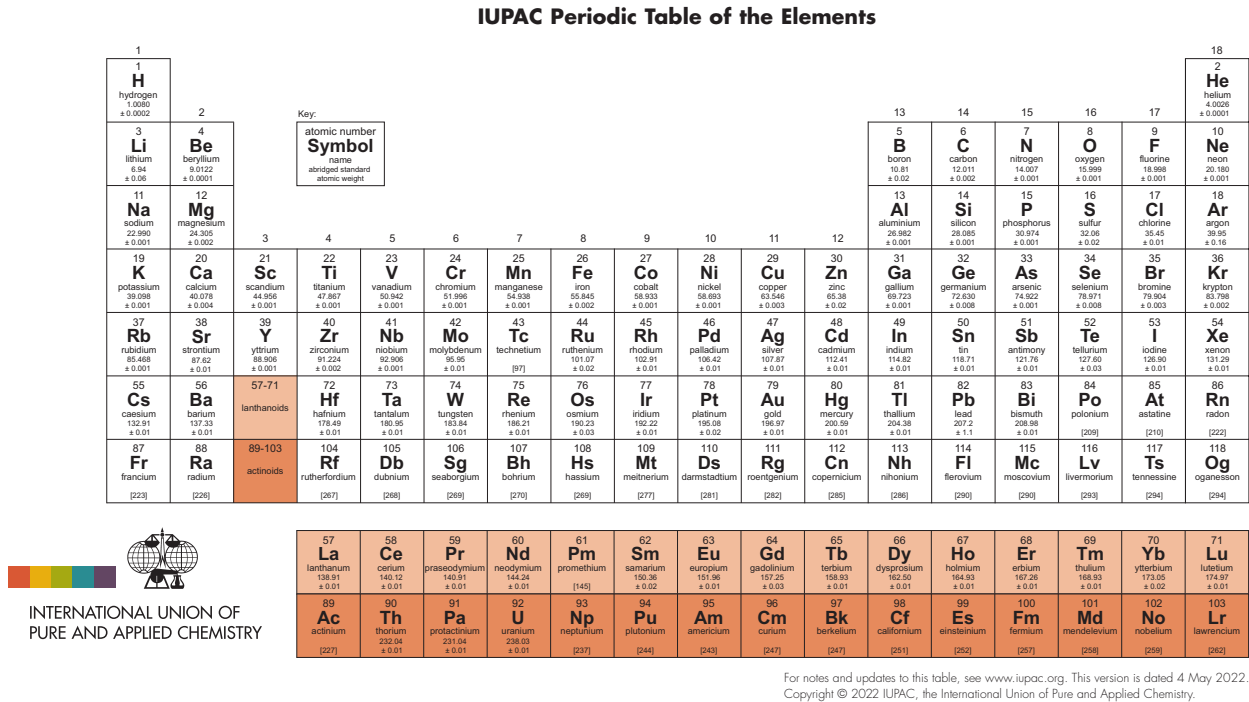 IUPAC Periodic Table of the Elements
1
18
1
H
hydrogen
1.0080
± 0.0002
2
He
helium
4.0026
± 0.0001
2
Key:
13
14
15
16
17
3
Li
lithium
6.94
± 0.06
4
Be
beryllium
9.0122
± 0.0001
atomic number
Symbol
name
abridged standard
atomic weight
5
B
boron
10.81
± 0.02
6
C
carbon
12.011
± 0.002
7
N
nitrogen
14.007
± 0.001
8
O
oxygen
15.999
± 0.001
9
F
fluorine
18.998
± 0.001
10
Ne
neon
20.180
± 0.001
11
Na
sodium
22.990
± 0.001
12
Mg
magnesium
24.305
± 0.002
3
4
5
6
7
8
9
10
11
12
13
Al
aluminium
26.982
± 0.001
14
Si
silicon
28.085
± 0.001
15
P
phosphorus
30.974
± 0.001
16
S
sulfur
32.06
± 0.02
17
Cl
chlorine
35.45
± 0.01
18
Ar
argon
39.95
± 0.16
19
K
potassium
39.098
± 0.001
20
Ca
calcium
40.078
± 0.004
21
Sc
scandium
44.956
± 0.001
22
Ti
titanium
47.867
± 0.001
23
V
vanadium
50.942
± 0.001
24
Cr
chromium
51.996
± 0.001
25
Mn
manganese
54.938
± 0.001
26
Fe
iron
55.845
± 0.002
27
Co
cobalt
58.933
± 0.001
28
Ni
nickel
58.693
± 0.001
29
Cu
copper
63.546
± 0.003
30
Zn
zinc
65.38
± 0.02
31
Ga
gallium
69.723
± 0.001
32
Ge
germanium
72.630
± 0.008
33
As
arsenic
74.922
± 0.001
34
Se
selenium
78.971
± 0.008
35
Br
bromine
79.904
± 0.003
36
Kr
krypton
83.798
± 0.002
37
Rb
rubidium
85.468
± 0.001
38
Sr
strontium
87.62
± 0.01
39
Y
yttrium
88.906
± 0.001
40
Zr
zirconium
91.224
± 0.002
41
Nb
niobium
92.906
± 0.001
42
Mo
molybdenum
95.95
± 0.01
43
Tc
technetium
[97]
44
Ru
ruthenium
101.07
± 0.02
45
Rh
rhodium
102.91
± 0.01
46
Pd
palladium
106.42
± 0.01
47
Ag
silver
107.87
± 0.01
48
Cd
cadmium
112.41
± 0.01
49
In
indium
114.82
± 0.01
50
Sn
tin
118.71
± 0.01
51
Sb
antimony
121.76
± 0.01
52
Te
tellurium
127.60
± 0.03
53
I
iodine
126.90
± 0.01
54
Xe
xenon
131.29
± 0.01
55
Cs
caesium
132.91
± 0.01
56
Ba
barium
137.33
± 0.01
57-71
lanthanoids
72
Hf
hafnium
178.49
± 0.01
73
Ta
tantalum
180.95
± 0.01
74
W
tungsten
183.84
± 0.01
75
Re
rhenium
186.21
± 0.01
76
Os
osmium
190.23
± 0.03
77
Ir
iridium
192.22
± 0.01
78
Pt
platinum
195.08
± 0.02
79
Au
gold
196.97
± 0.01
80
Hg
mercury
200.59
± 0.01
81
Tl
thallium
204.38
± 0.01
82
Pb
lead
207.2
± 1.1
83
Bi
bismuth
208.98
± 0.01
84
Po
polonium
[209]
85
At
astatine
[210]
86
Rn
radon
[222]
87
Fr
francium
[223]
88
Ra
radium
[226]
89-103
actinoids
104
Rf
rutherfordium
[267]
105
Db
dubnium
[268]
106
Sg
seaborgium
[269]
107
Bh
bohrium
[270]
108
Hs
hassium
[269]
109
Mt
meitnerium
[277]
110
Ds
darmstadtium
[281]
111
Rg
roentgenium
[282]
112
Cn
copernicium
[285]
113
Nh
nihonium
[286]
114
Fl
flerovium
[290]
115
Mc
moscovium
[290]
116
Lv
livermorium
[293]
117
Ts
tennessine
[294]
118
Og
oganesson
[294]
57
La
lanthanum
138.91
± 0.01
58
Ce
cerium
140.12
± 0.01
59
Pr
praseodymium
140.91
± 0.01
60
Nd
neodymium
144.24
± 0.01
61
Pm
promethium
[145]
62
Sm
samarium
150.36
± 0.02
63
Eu
europium
151.96
± 0.01
64
Gd
gadolinium
157.25
± 0.03
65
Tb
terbium
158.93
± 0.01
66
Dy
dysprosium
162.50
± 0.01
67
Ho
holmium
164.93
± 0.01
68
Er
erbium
167.26
± 0.01
69
Tm
thulium
168.93
± 0.01
70
Yb
ytterbium
173.05
± 0.02
71
Lu
lutetium
174.97
± 0.01
89
Ac
actinium
[227]
90
Th
thorium
232.04
± 0.01
91
Pa
protactinium
231.04
± 0.01
92
U
uranium
238.03
± 0.01
93
Np
neptunium
[237]
94
Pu
plutonium
[244]
95
Am
americium
[243]
96
Cm
curium
[247]
97
Bk
berkelium
[247]
98
Cf
californium
[251]
99
Es
einsteinium
[252]
100
Fm
fermium
[257]
101
Md
mendelevium
[258]
102
No
nobelium
[259]
103
Lr
lawrencium
[262]
INTERNATIONAL UNION OF
PURE AND APPLIED CHEMISTRY
For notes and updates to this table, see www.iupac.org. This version is dated 4 May 2022.
Copyright © 2022 IUPAC, the International Union of Pure and Applied Chemistry.